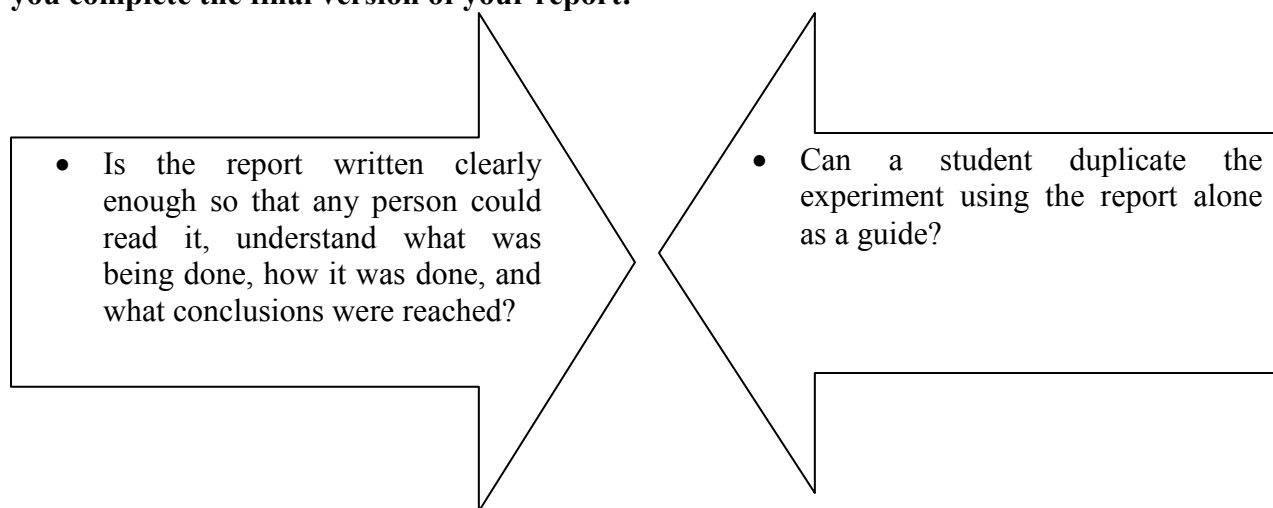 you complete the final version of your report:
• Is the report written clearly
enough so that any person could
read it, understand what was
being done, how it was done, and
what conclusions were reached?
• Can a student duplicate the
experiment using the report alone
as a guide?